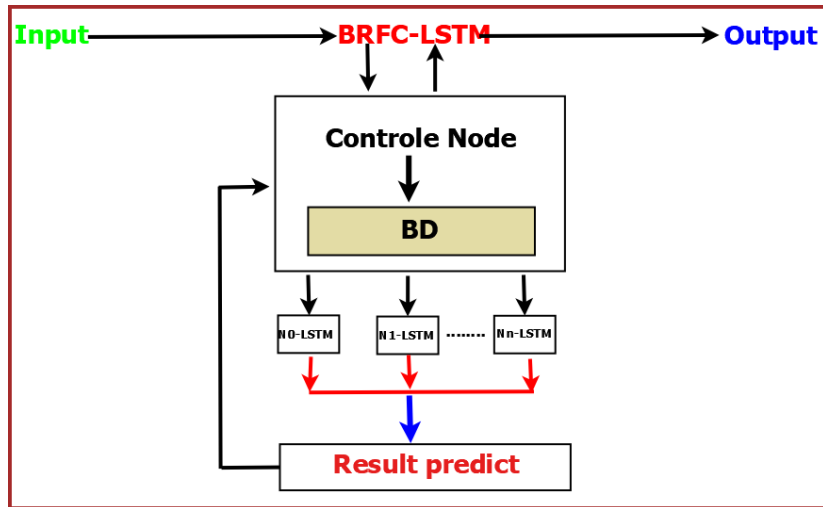 Input BRFC-LSTM Output
Controle Node
BD
N0-LSTM N1-LSTM ........ Nn-LSTM
Result predict